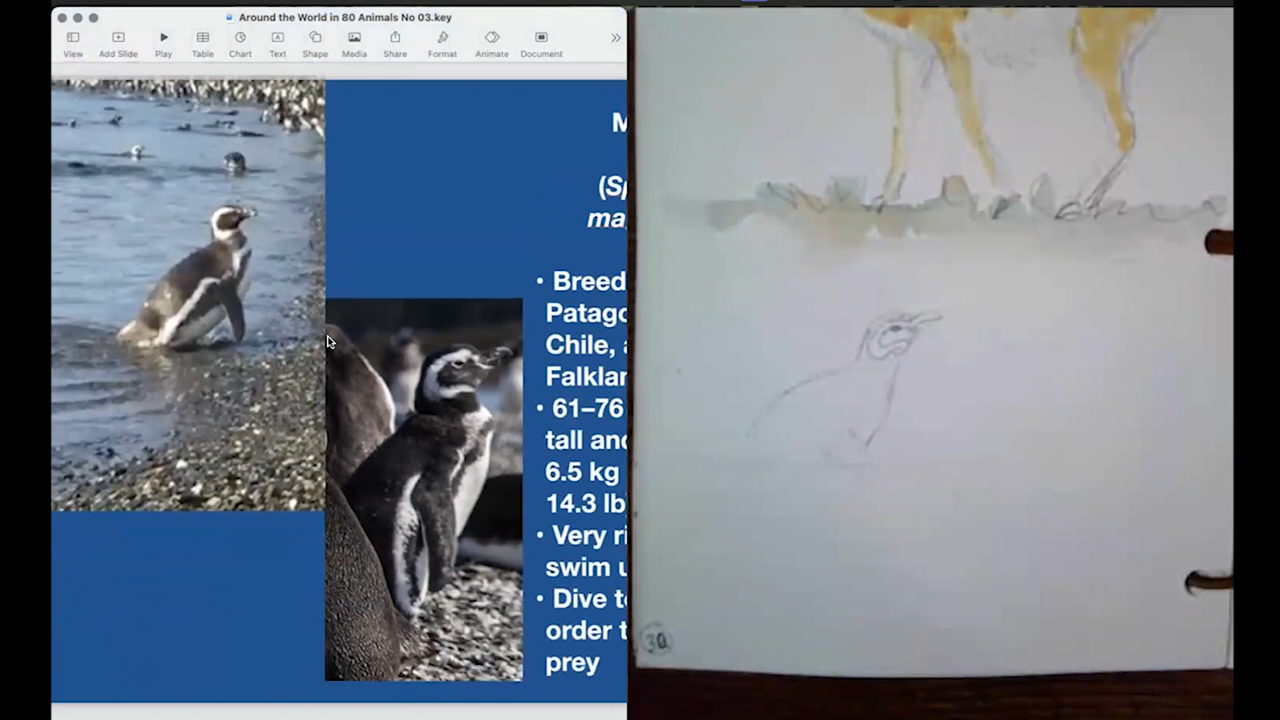 Around the World in 80 Animals No 03.key
View Add Slide Play Table Chart Text Shape Media Share Format Animate Document
M
(Sp
ma
• Breed
Patago
Chile, a
Falklan
• 61–76
tall and
6.5 kg
14.3 lb
• Very ri
swim u
• Dive to
order t
prey
30